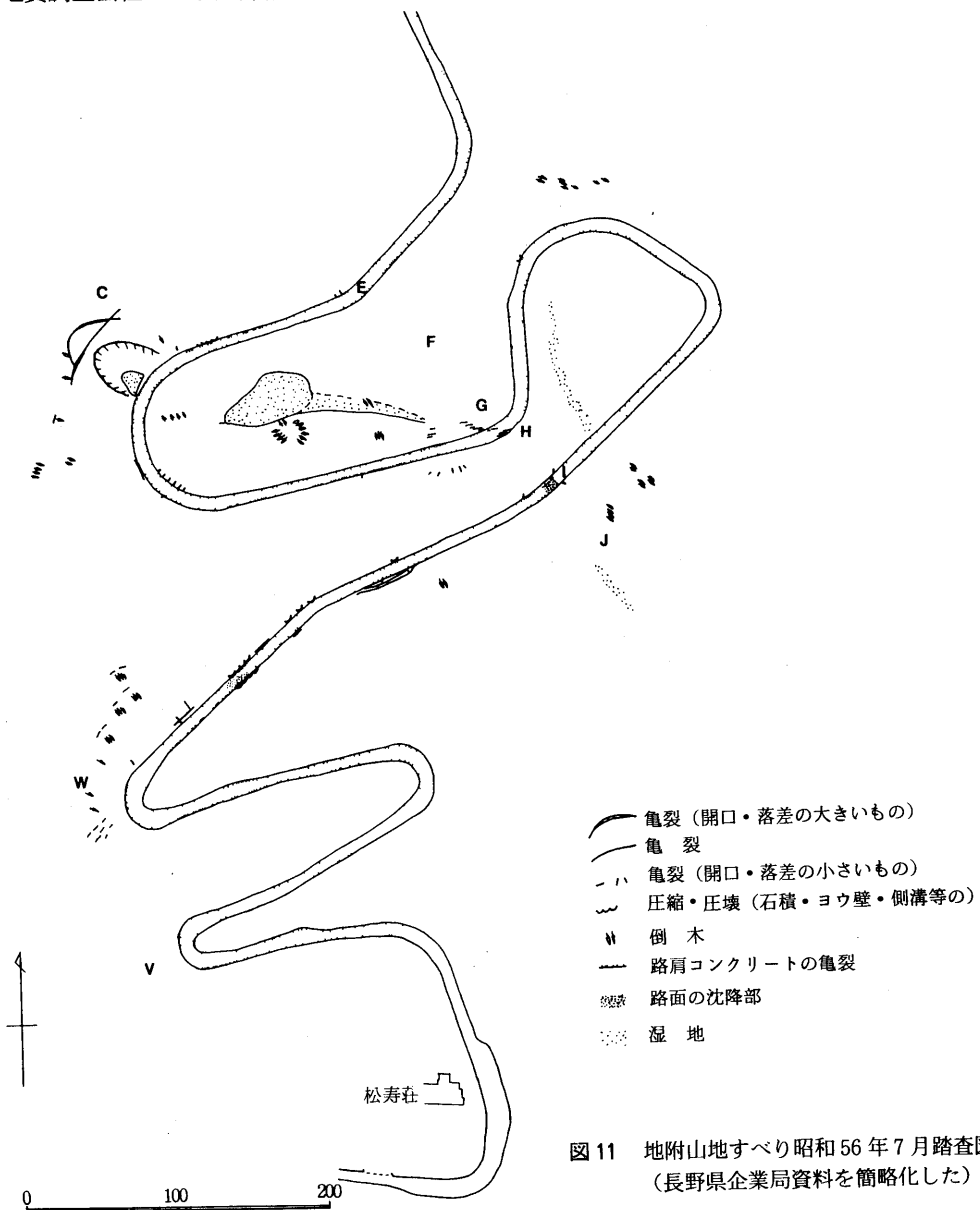 C
E
F
G
H
I
J
W
V
亀裂（開口・落差の大きいもの）
亀　裂
亀裂（開口・落差の小さいもの）
圧縮・圧壊（石積・ヨウ壁・側溝等の）
倒　木
路肩コンクリートの亀裂
路面の沈降部
湿　地
松寿荘
図11　地附山地すべり昭和56年7月踏査図
（長野県企業局資料を簡略化した）
0　100　200